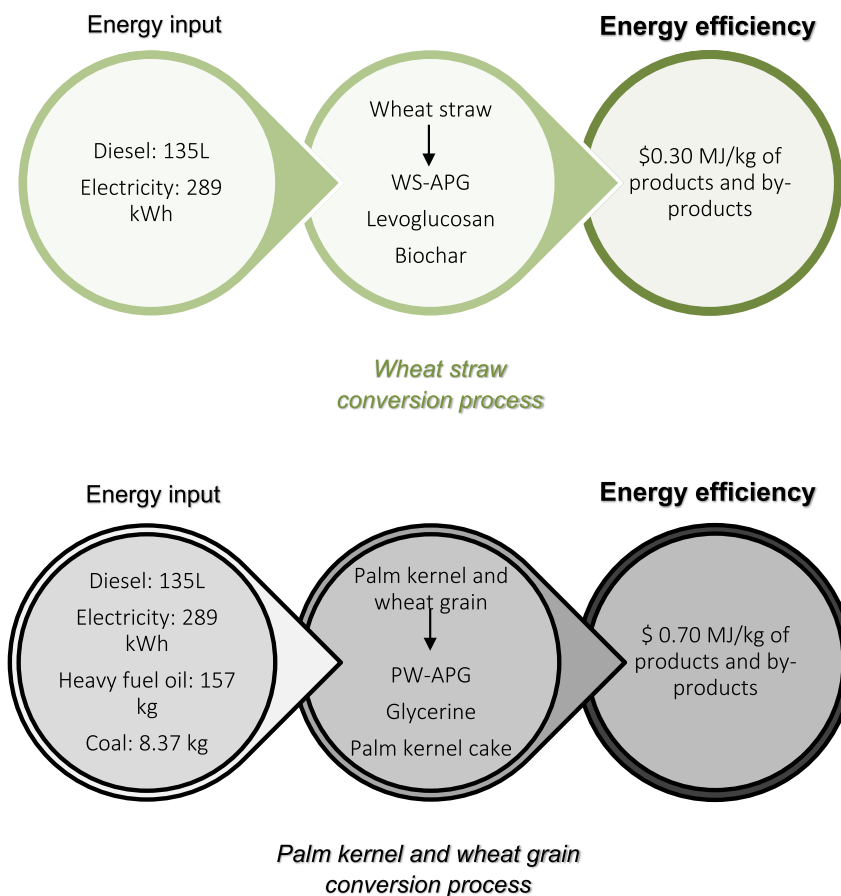 Energy input
Energy efficiency
Diesel: 135L
Electricity: 289
kWh
Wheat straw
WS-APG
Levoglucosan
Biochar
$0.30 MJ/kg of
products and by-
products
Wheat straw
conversion process
Energy input
Energy efficiency
Diesel: 135L
Electricity: 289
kWh
Heavy fuel oil: 157
kg
Coal: 8.37 kg
Palm kernel and
wheat grain
PW-APG
Glycerine
Palm kernel cake
$ 0.70 MJ/kg of
products and by-
products
Palm kernel and wheat grain
conversion process